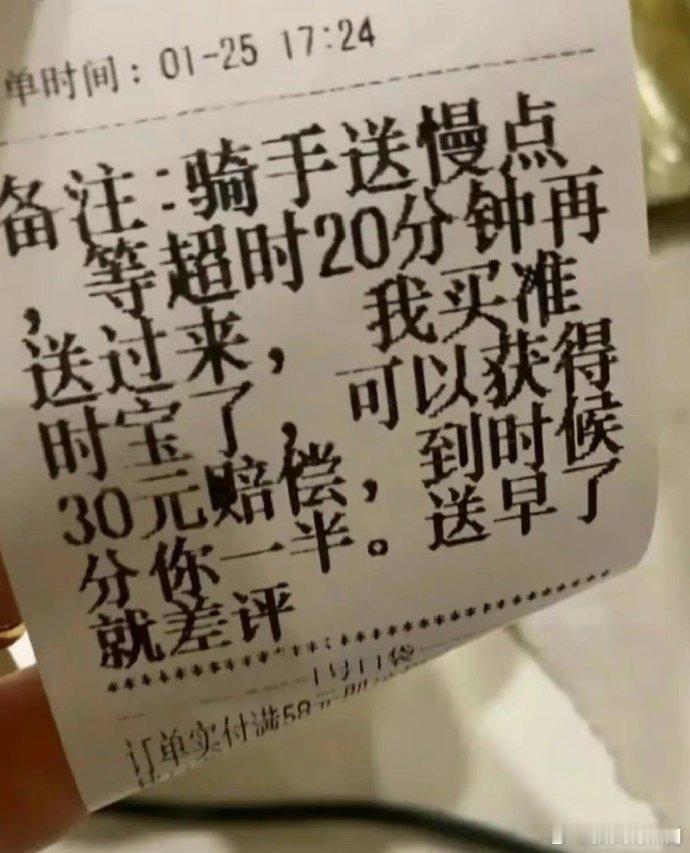 单时间：01-25 17:24
备注：骑手送慢点
，等超时20分钟再
送过来， 我买准
时宝了，可以获得
30元赔偿，到时候
分你一半。送早了
就差评
订单实付满58